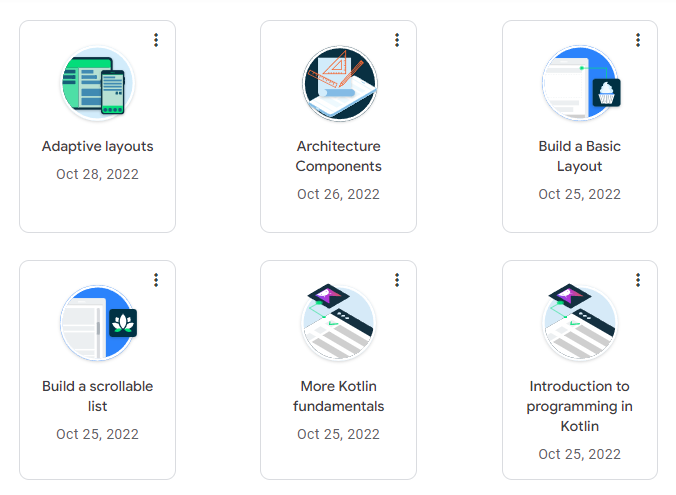 Adaptive layouts
Oct 28, 2022
Architecture
Components
Oct 26, 2022
Build a Basic
Layout
Oct 25, 2022
Build a scrollable
list
Oct 25, 2022
More Kotlin
fundamentals
Oct 25, 2022
Introduction to
programming in
Kotlin
Oct 25, 2022